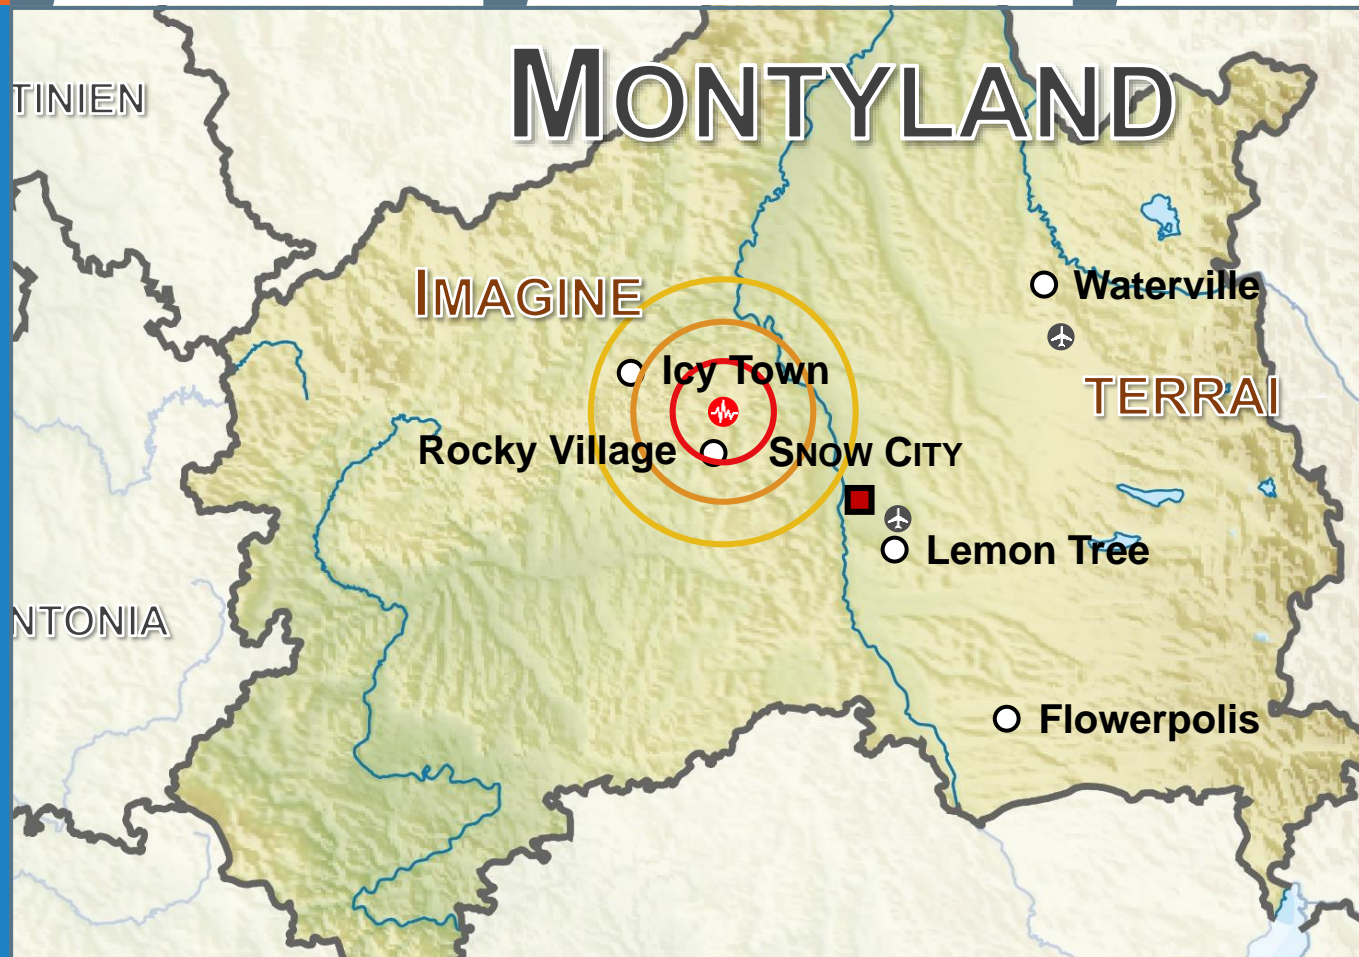 MONTYLAND
TINIEN
IMAGINE
Waterville
Icy Town
TERRAI
Rocky Village
SNOW CITY
Lemon Tree
NTONIA
Flowerpolis